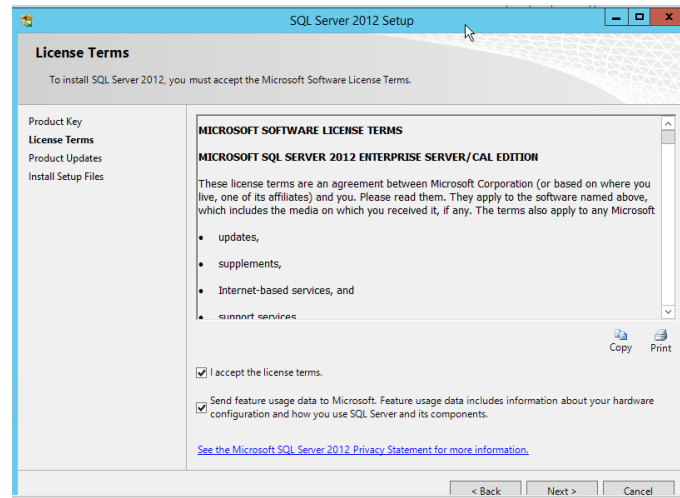 SQL Server 2012 Setup
License Terms
To install SQL Server 2012, you must accept the Microsoft Software License Terms.
Product Key
License Terms
Product Updates
Install Setup Files
MICROSOFT SOFTWARE LICENSE TERMS
MICROSOFT SQL SERVER 2012 ENTERPRISE SERVER/CAL EDITION
These license terms are an agreement between Microsoft Corporation (or based on where you
live, one of its affiliates) and you. Please read them. They apply to the software named above,
which includes the media on which you received it, if any. The terms also apply to any Microsoft
• updates,
• supplements,
• Internet-based services, and
• support services
Copy Print
I accept the license terms.
Send feature usage data to Microsoft. Feature usage data includes information about your hardware
configuration and how you use SQL Server and its components.
See the Microsoft SQL Server 2012 Privacy Statement for more information.
< Back Next > Cancel